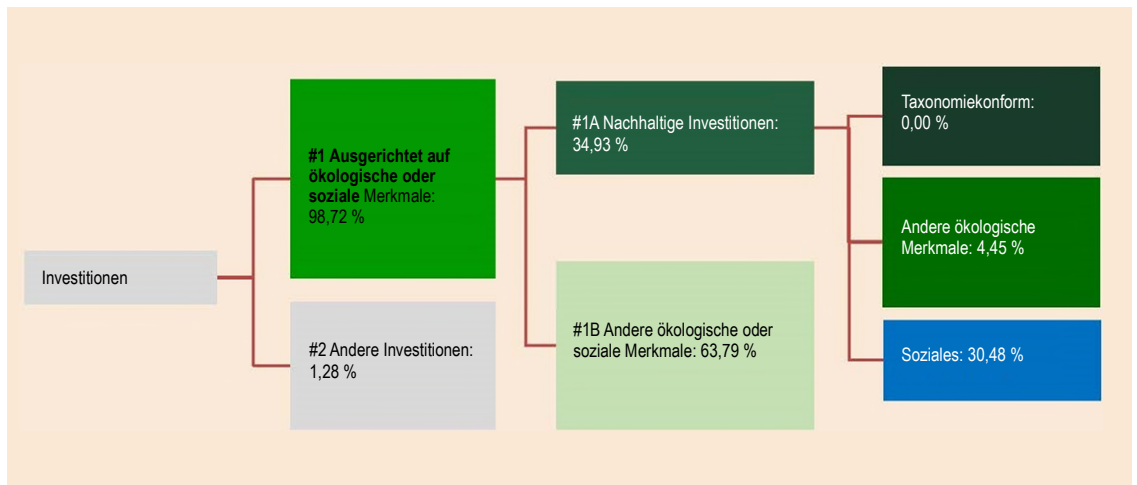 Investitionen
#1 Ausgerichtet auf
ökologische oder
soziale Merkmale:
98,72 %
#2 Andere Investitionen:
1,28 %
#1A Nachhaltige Investitionen:
34,93 %
#1B Andere ökologische oder
soziale Merkmale: 63,79 %
Taxonomiekonform:
0,00 %
Andere ökologische
Merkmale: 4,45 %
Soziales: 30,48 %